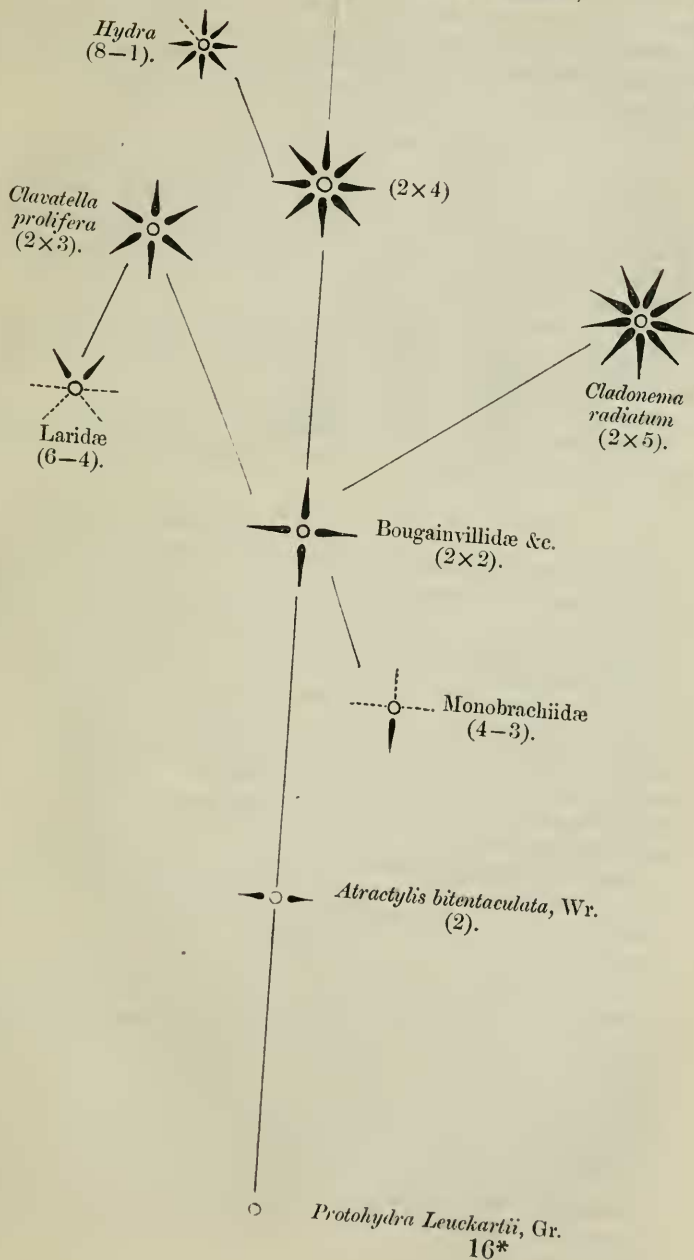 Hydra
(8–1).
(2×4)
Clavatella
prolifera
(2×3).
Cladonema
radiatum
(2×5).
Laridæ
(6–4).
Bougainvillidæ &c.
(2×2).
Monobrachiidæ
(4–3).
Atractylis bitentaculata, Wr.
(2).
Protohydra Leuckartii, Gr.
16*